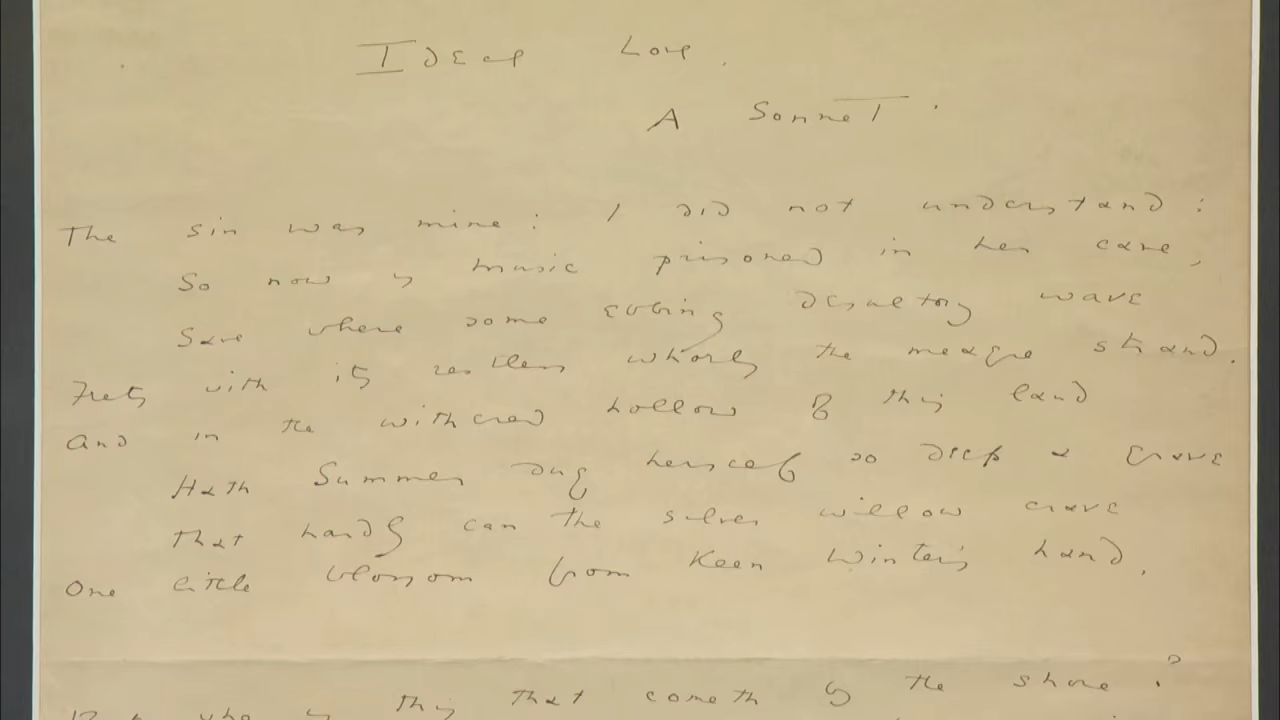 Ideal Love.
A Sonnet.
The sin was mine: I did not understand:
So now is music prisoned in her cave,
Save where some ebbing desultory wave
Frets with its restless whorls the meagre strand.
And in the withered hollow of this land
Hath Summer dug herself so deep a grave
That hardly can the silver willow crave
One little blossom from Keen Winter's hand.
who is this that cometh by the shore?